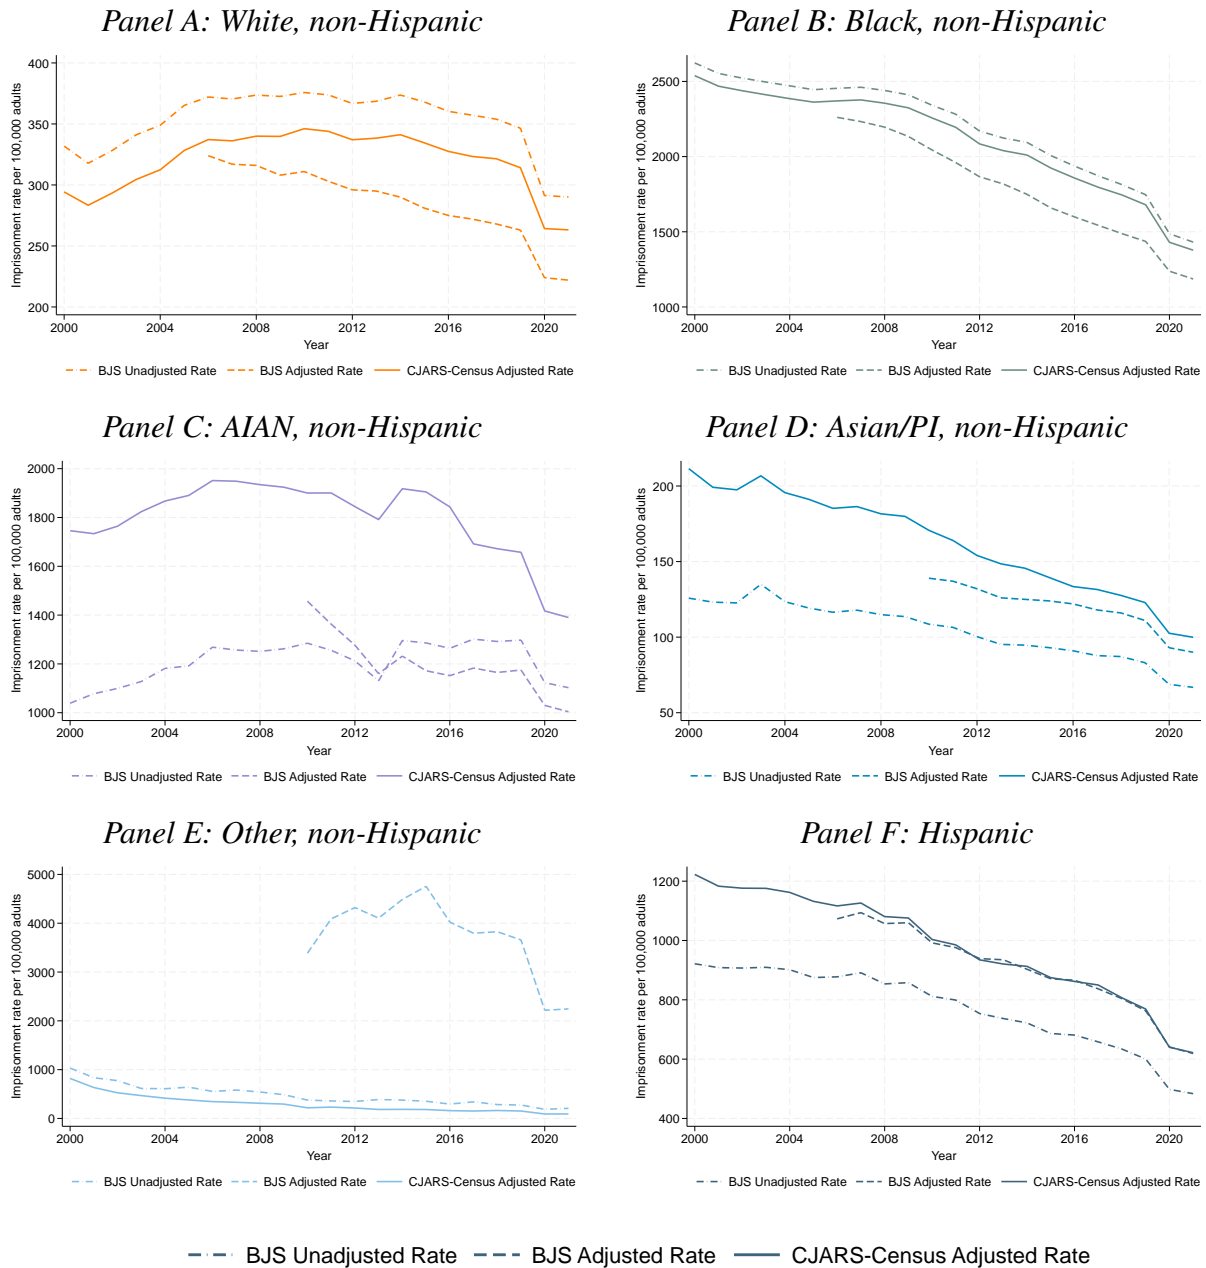 Panel A: White, non-Hispanic
Imprisonment rate per 100,000 adults
400
350
300
250
200
2000 2004 2008 2012 2016 2020
Year
BJS Unadjusted Rate BJS Adjusted Rate CJARS-Census Adjusted Rate
Panel B: Black, non-Hispanic
Imprisonment rate per 100,000 adults
2500
2000
1500
1000
2000 2004 2008 2012 2016 2020
Year
BJS Unadjusted Rate BJS Adjusted Rate CJARS-Census Adjusted Rate
Panel C: AIAN, non-Hispanic
Imprisonment rate per 100,000 adults
2000
1800
1600
1400
1200
1000
2000 2004 2008 2012 2016 2020
Year
BJS Unadjusted Rate BJS Adjusted Rate CJARS-Census Adjusted Rate
Panel D: Asian/PI, non-Hispanic
Imprisonment rate per 100,000 adults
200
150
100
50
2000 2004 2008 2012 2016 2020
Year
BJS Unadjusted Rate BJS Adjusted Rate CJARS-Census Adjusted Rate
Panel E: Other, non-Hispanic
Imprisonment rate per 100,000 adults
5000
4000
3000
2000
1000
0
2000 2004 2008 2012 2016 2020
Year
BJS Unadjusted Rate BJS Adjusted Rate CJARS-Census Adjusted Rate
Panel F: Hispanic
Imprisonment rate per 100,000 adults
1200
1000
800
600
400
2000 2004 2008 2012 2016 2020
Year
BJS Unadjusted Rate BJS Adjusted Rate CJARS-Census Adjusted Rate
BJS Unadjusted Rate BJS Adjusted Rate CJARS-Census Adjusted Rate